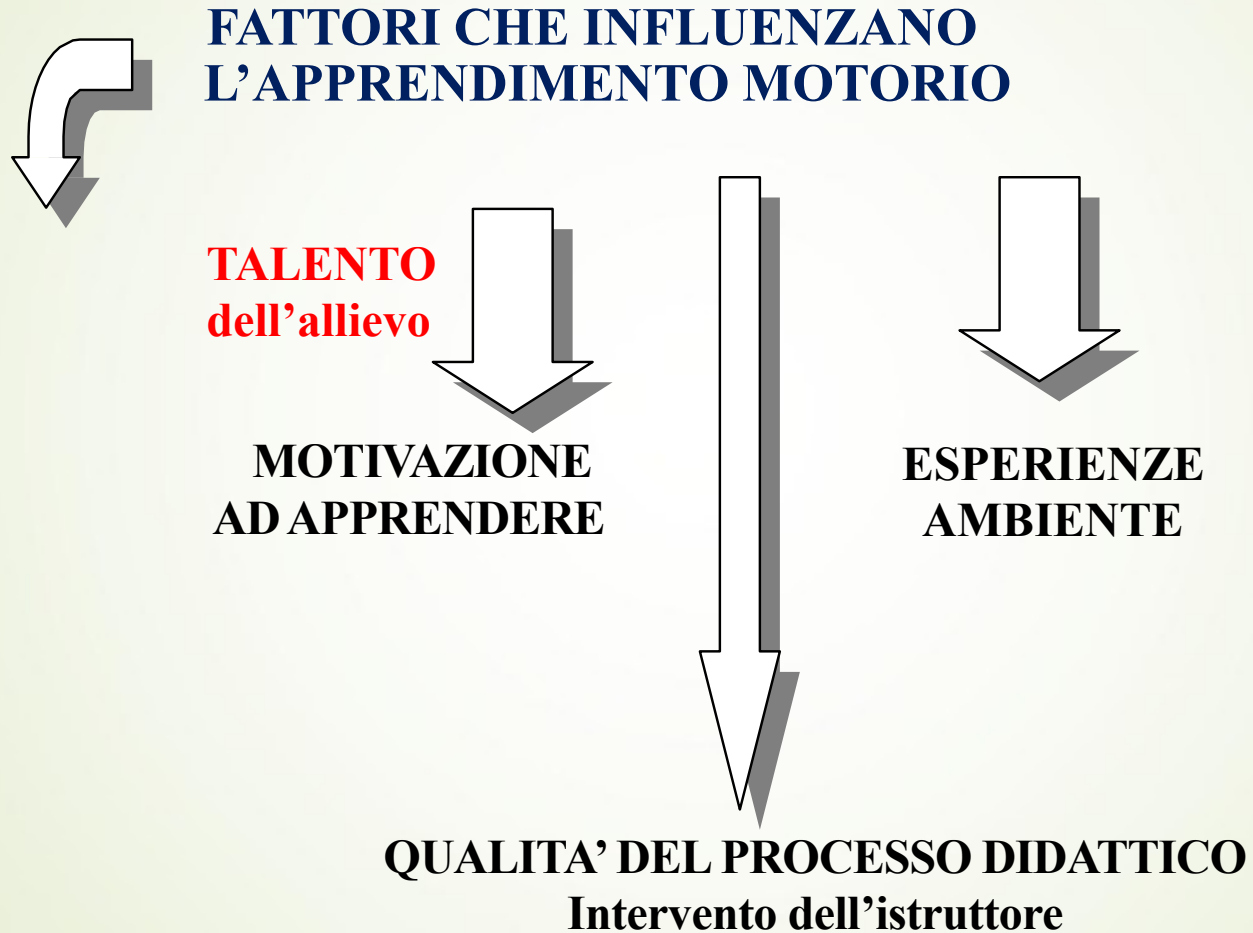 FATTORI CHE INFLUENZANO
L’APPRENDIMENTO MOTORIO
TALENTO
dell’allievo
MOTIVAZIONE
AD APPRENDERE
ESPERIENZE
AMBIENTE
QUALITA’ DEL PROCESSO DIDATTICO
Intervento dell’istruttore